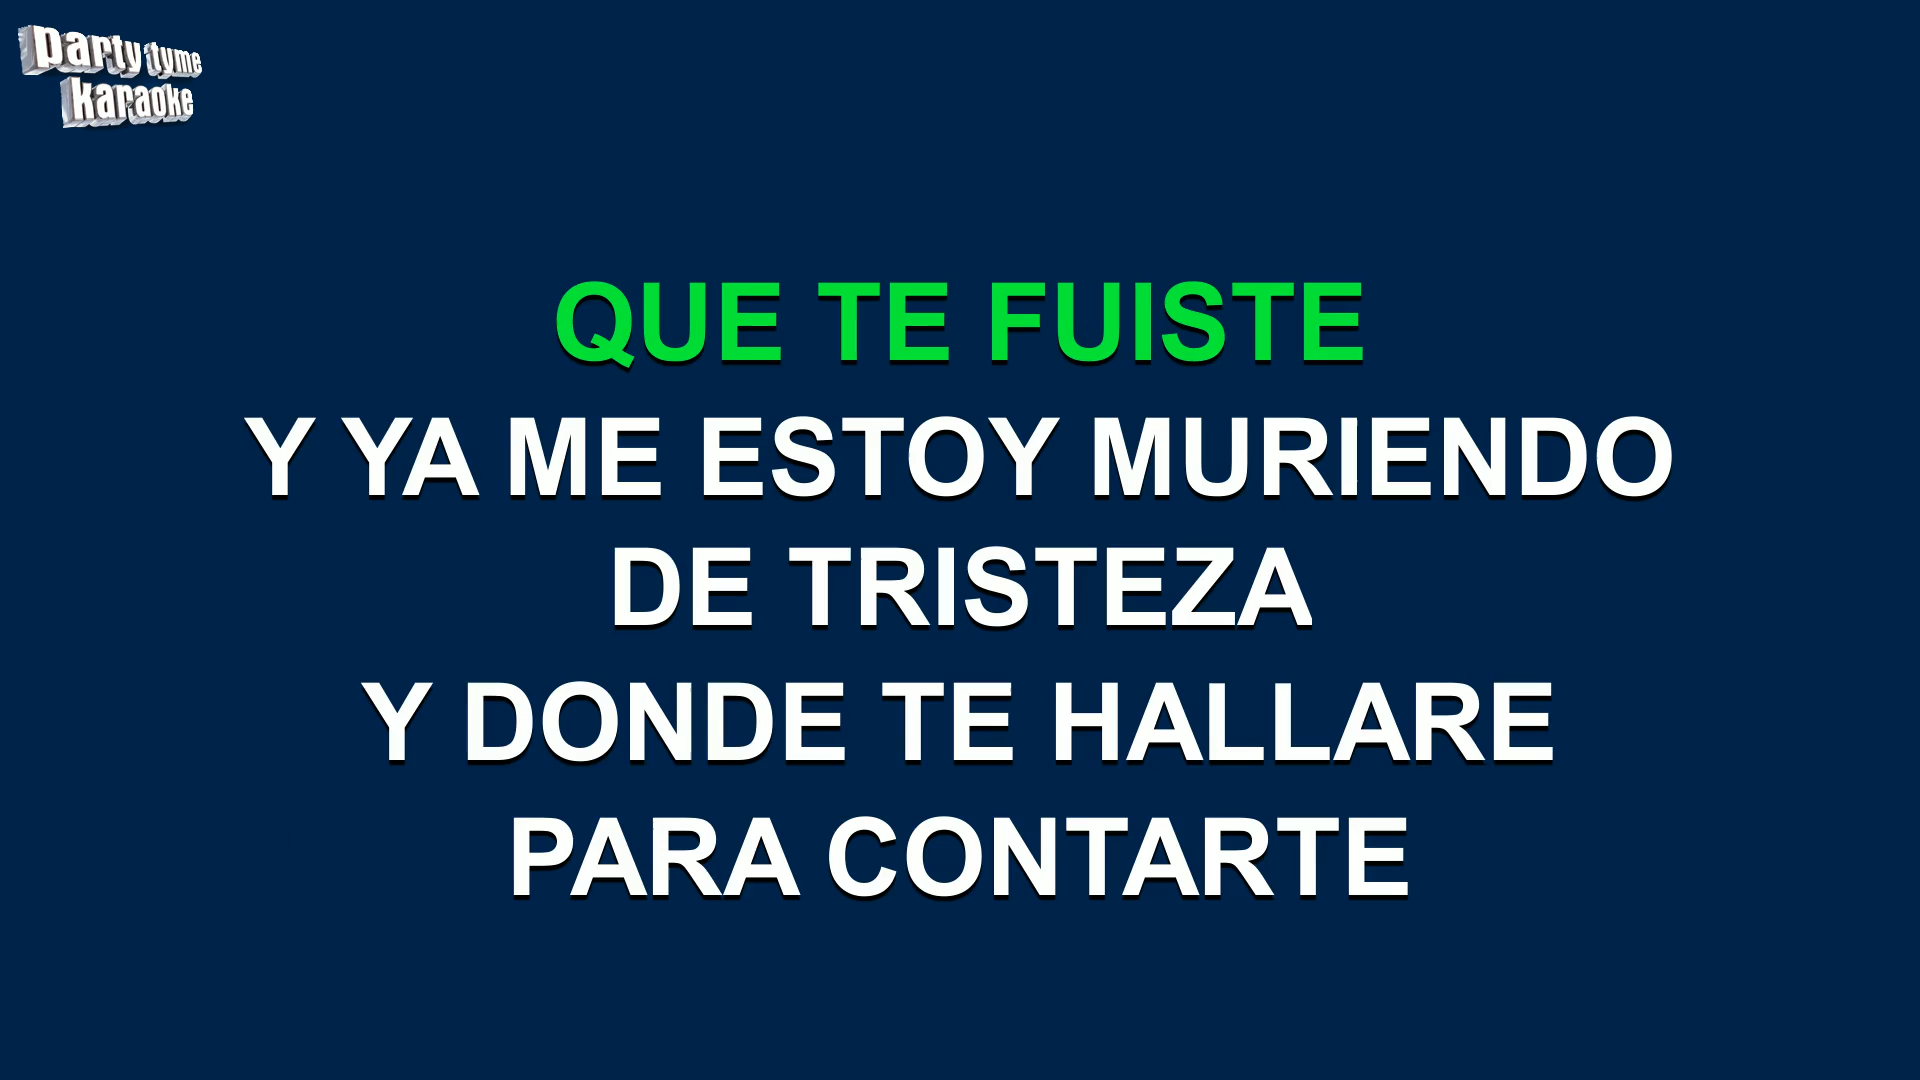 party tyme
karaoke
QUE TE FUISTE
Y YA ME ESTOY MURIENDO
DE TRISTEZA
Y DONDE TE HALLARE
PARA CONTARTE